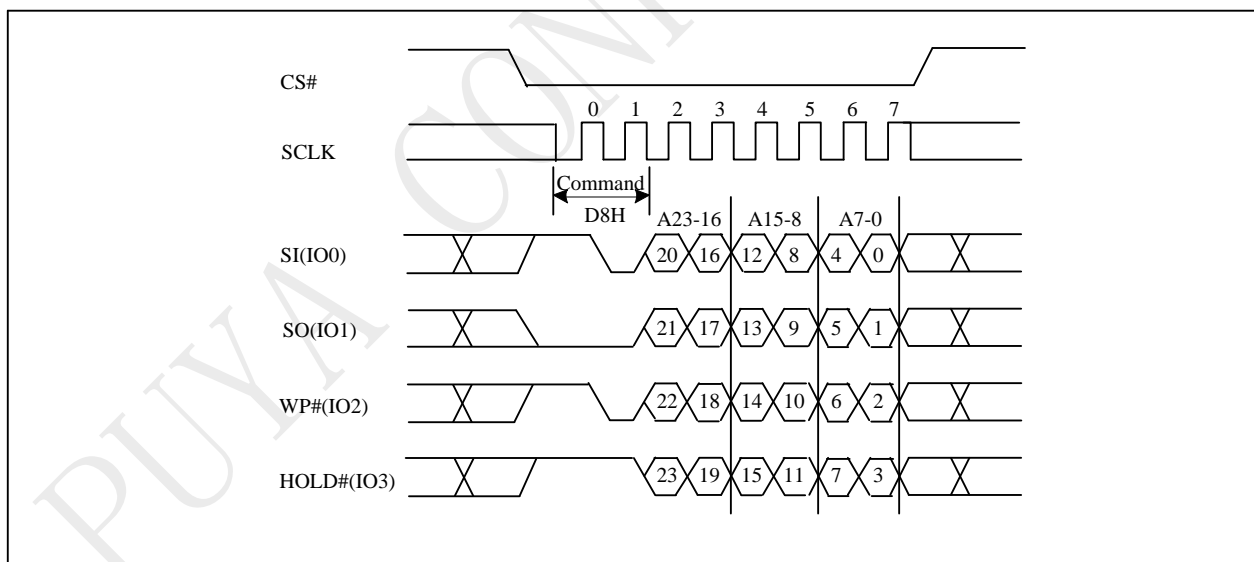 CS#
0 1 2 3 4 5 6 7
SCLK
Command
D8H
A23-16 A15-8 A7-0
SI(IO0) 20 16 12 8 4 0
SO(IO1) 21 17 13 9 5 1
WP#(IO2) 22 18 14 10 6 2
HOLD#(IO3) 23 19 15 11 7 3
PUYA CON